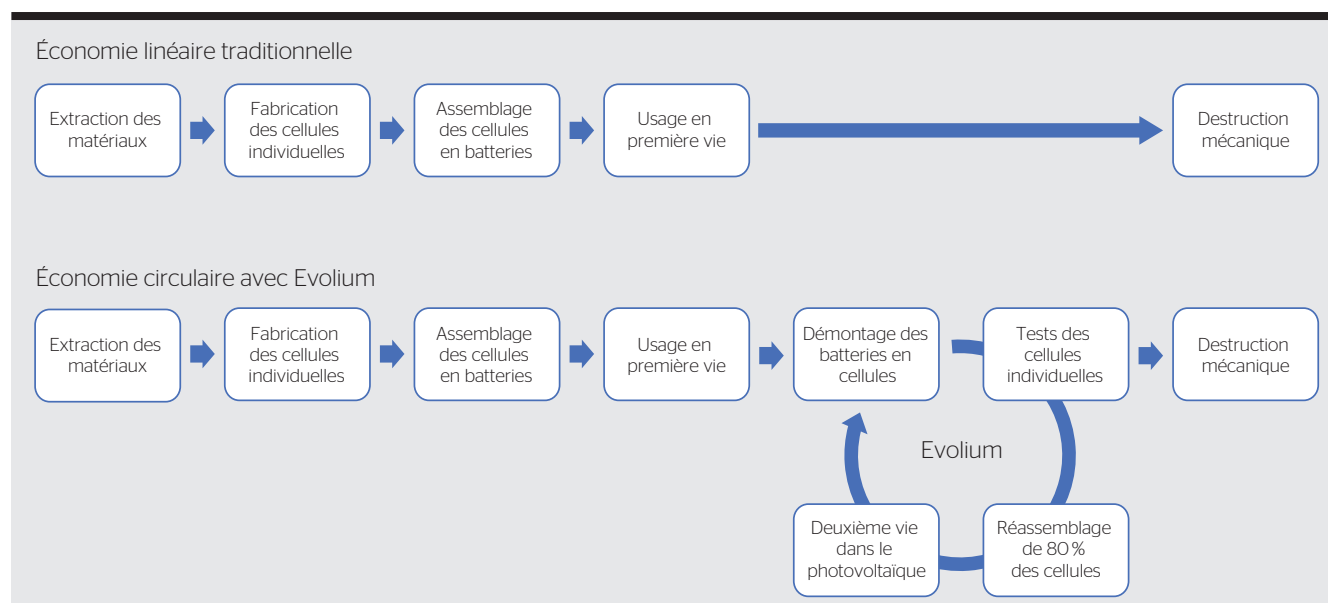 Économie linéaire traditionnelle
Extraction des
matériaux
Fabrication
des cellules
individuelles
Assemblage
des cellules
en batteries
Usage en
première vie
Destruction
mécanique
Économie circulaire avec Evolium
Extraction des
matériaux
Fabrication
des cellules
individuelles
Assemblage
des cellules
en batteries
Usage en
première vie
Démontage des
batteries en
cellules
Tests des
cellules
individuelles
Destruction
mécanique
Evolium
Deuxième vie
dans le
photovoltaïque
Réassemblage
de 80 %
des cellules